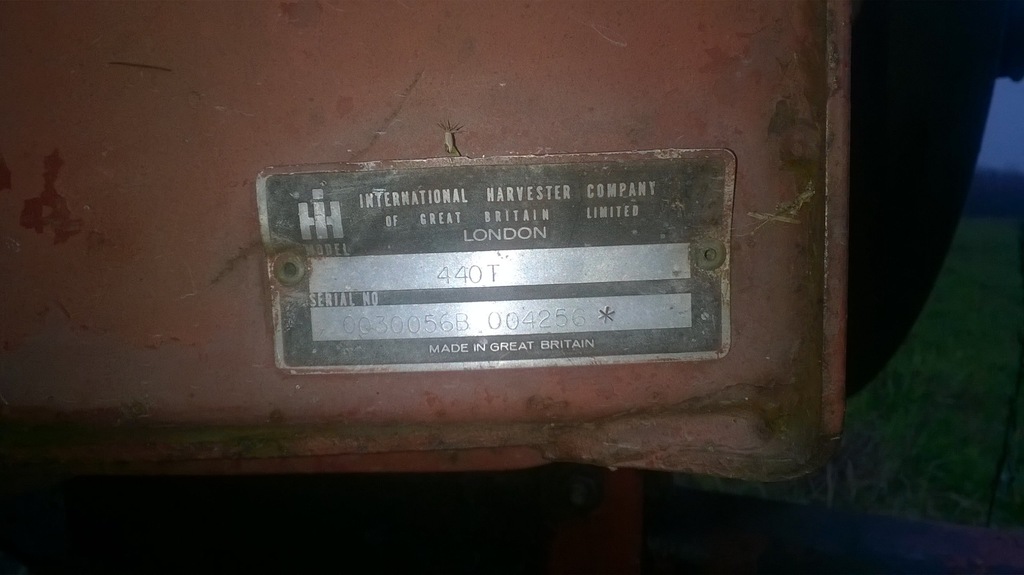 IH
INTERNATIONAL HARVESTER COMPANY
OF GREAT BRITAIN LIMITED
LONDON
MODEL
440T
SERIAL NO
0030056B 004256 *
MADE IN GREAT BRITAIN